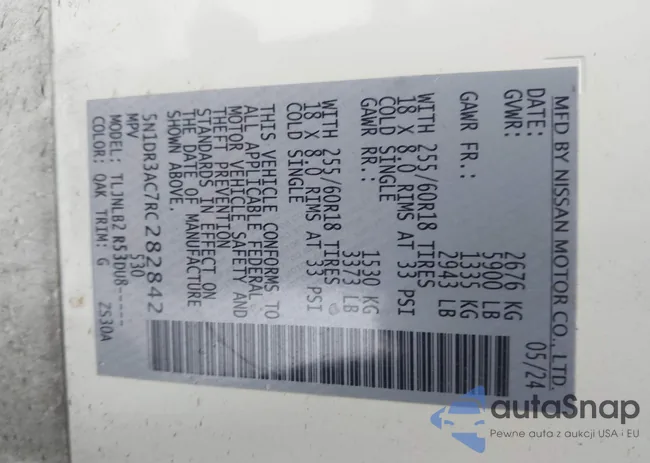 MFD BY NISSAN MOTOR CO., LTD.
DATE: 05/24
GVWR: 2676 KG
5900 LB
GAWR FR.: 1335 KG
2943 LB
WITH 255/60R18 TIRES
18 X 8.0 RIMS AT 33 PSI
COLD SINGLE
GAWR RR.: 1530 KG
3373 LB
WITH 255/60R18 TIRES
18 X 8.0 RIMS AT 33 PSI
COLD SINGLE
THIS VEHICLE CONFORMS TO
ALL APPLICABLE FEDERAL
MOTOR VEHICLE SAFETY AND
THEFT PREVENTION
STANDARDS IN EFFECT ON
THE DATE OF MANUFACTURE
SHOWN ABOVE.
5N1DR3AC7RC282842
MPV 530
MODEL: TLJNLB2 R53DU8-----
COLOR: QAK TRIM: G ZS30A
autoSnap
Pewne auta z aukcji USA i EU